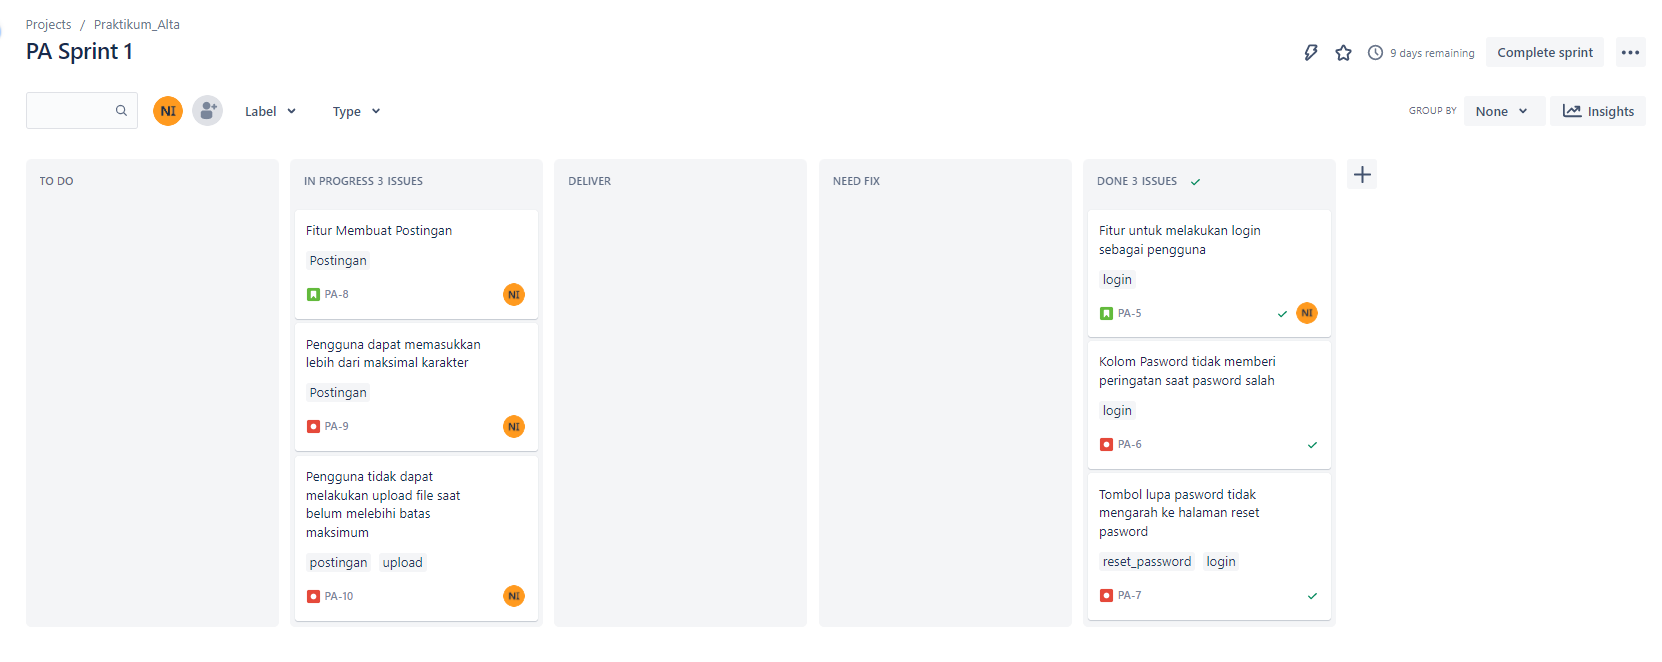 Projects / Praktikum_Alta
PA Sprint 1
9 days remaining
Complete sprint
NI
Label
Type
GROUP BY
None
Insights
TO DO
IN PROGRESS 3 ISSUES
Fitur Membuat Postingan
Postingan
PA-8
NI
Pengguna dapat memasukkan
lebih dari maksimal karakter
Postingan
PA-9
NI
Pengguna tidak dapat
melakukan upload file saat
belum melebihi batas
maksimum
postingan upload
PA-10
NI
DELIVER
NEED FIX
DONE 3 ISSUES
Fitur untuk melakukan login
sebagai pengguna
login
PA-5
NI
Kolom Pasword tidak memberi
peringatan saat pasword salah
login
PA-6
Tombol lupa pasword tidak
mengarah ke halaman reset
pasword
reset_password login
PA-7